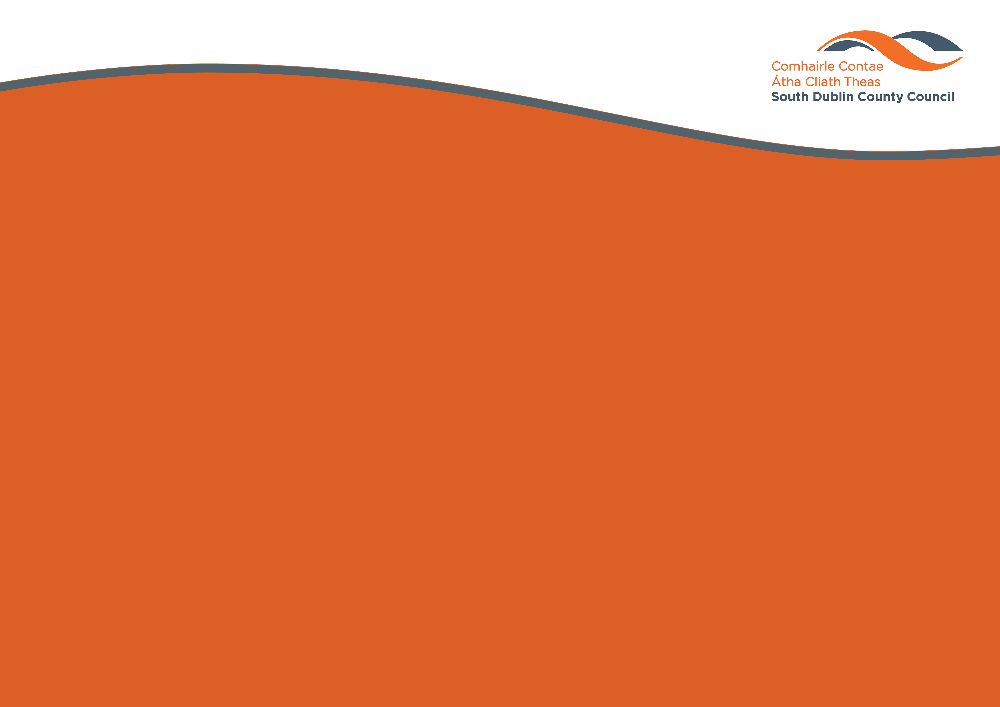 Comhairle Contae
Átha Cliath Theas
South Dublin County Council